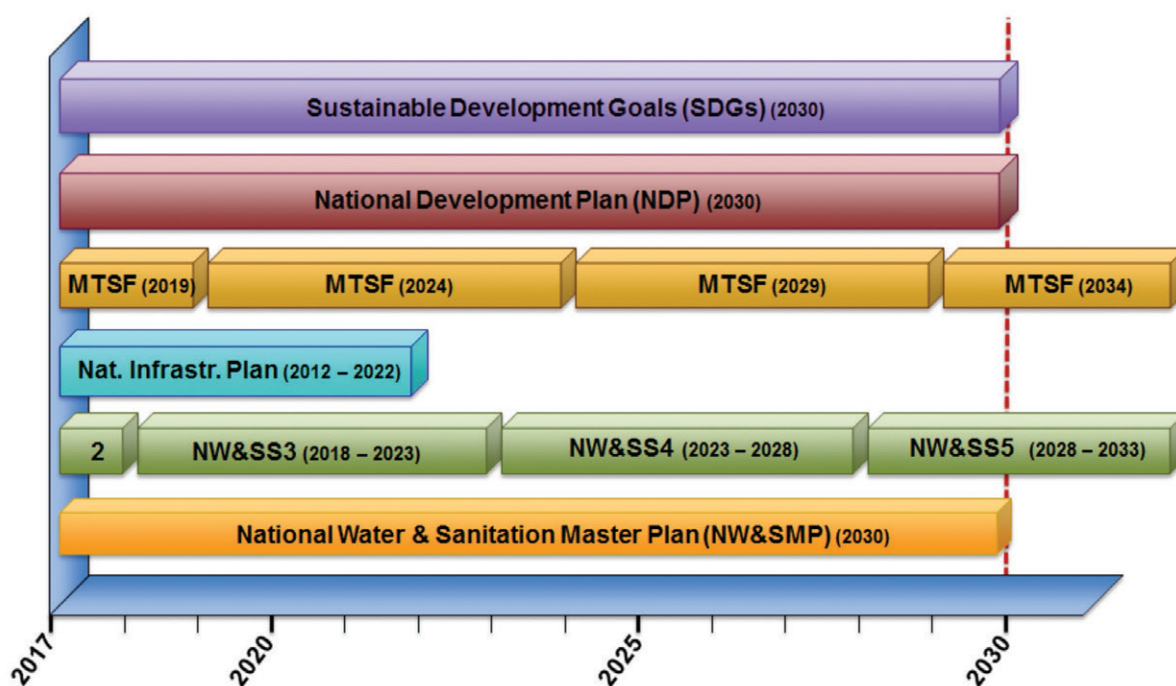 Sustainable Development Goals (SDGs) (2030)
National Development Plan (NDP) (2030)
MTSF (2019) MTSF (2024) MTSF (2029) MTSF (2034)
Nat. Infrastr. Plan (2012 – 2022)
2 NW&SS3 (2018 – 2023) NW&SS4 (2023 – 2028) NW&SS5 (2028 – 2033)
National Water & Sanitation Master Plan (NW&SMP) (2030)
2017 2020 2025 2030